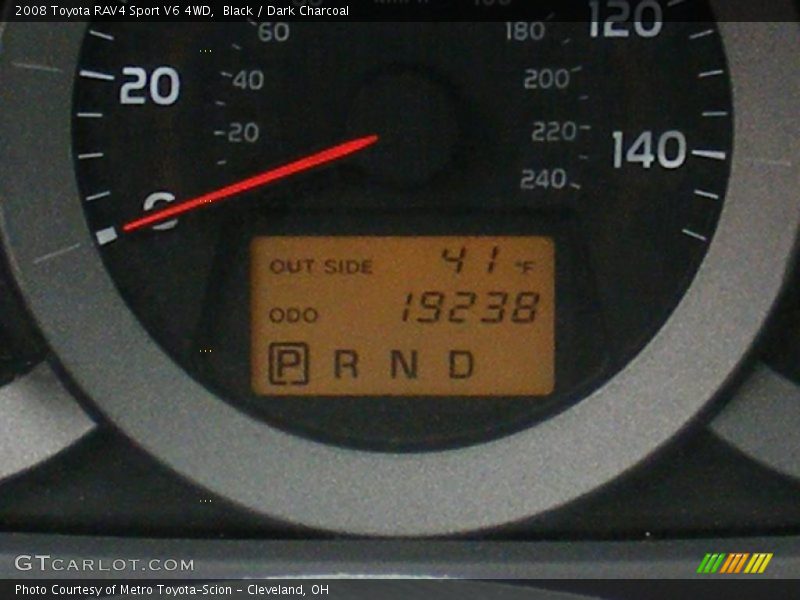 2008 Toyota RAV4 Sport V6 4WD, Black / Dark Charcoal
60 180 120
20 40 200
20 220 140
0 240
OUT SIDE 41 °F
ODO 19238
P R N D
GTCARLOT.COM
Photo Courtesy of Metro Toyota-Scion - Cleveland, OH